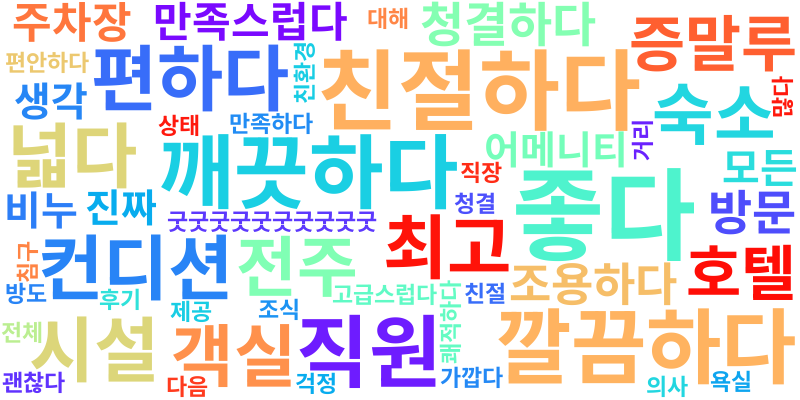 주차장
만족스럽다
대해
청결하다
증말루
편안하다
편하다
친환경
친절하다
많다
생각
상태
만족하다
숙소
넓다
깨끗하다
어메니티
거리
모든
직장
비누
진짜
굿굿굿굿굿굿굿굿굿굿
청결
좋다
방문
침구
컨디션
전주
최고
조용하다
호텔
방도
후기
제공
조식
고급스럽다
친절
쾌적하다
전체
시설
객실
직원
깔끔하다
괜찮다
다음
걱정
가깝다
의사
욕실